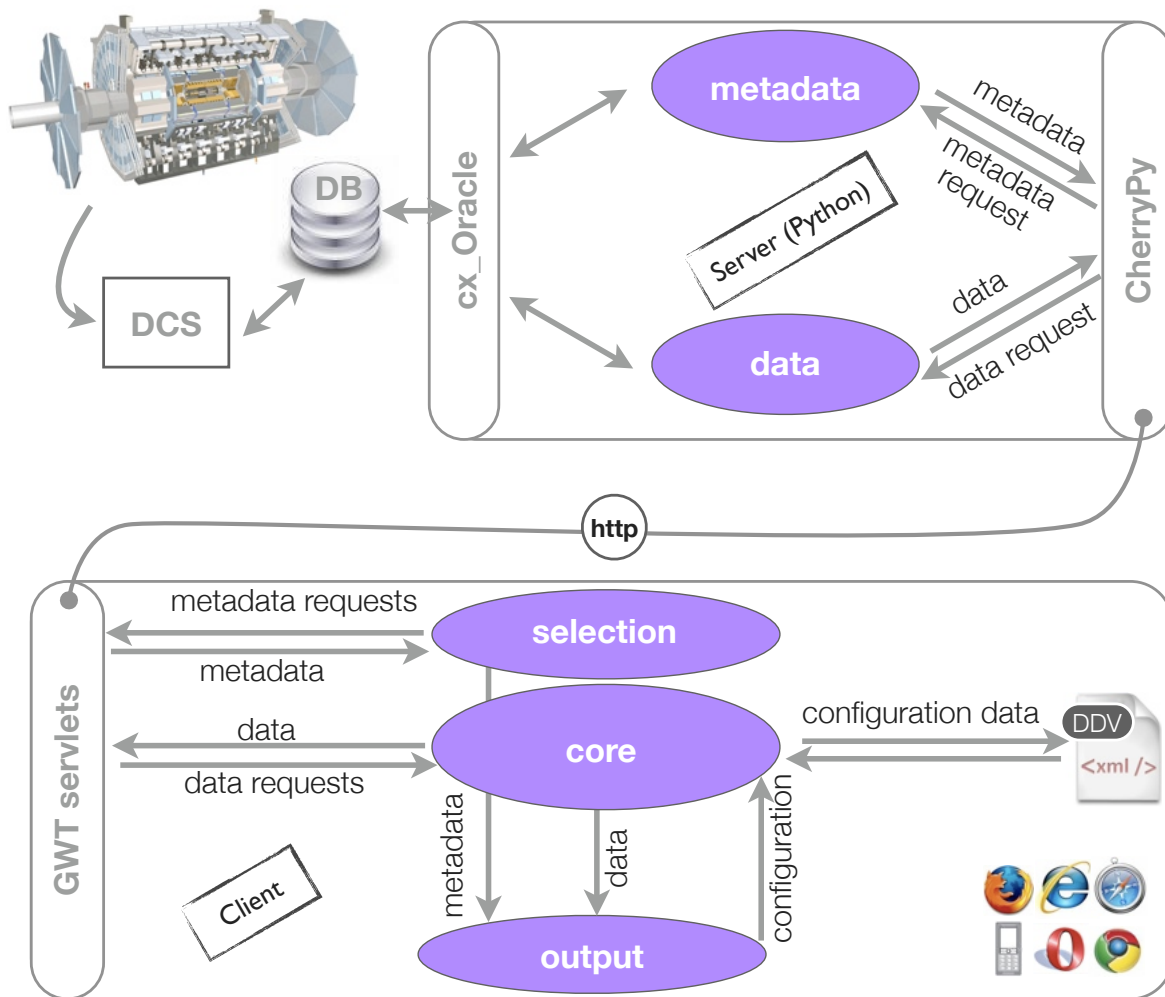 DB
DCS
cx_Oracle
metadata
metadata
metadata
request
Server (Python)
data
data
data request
CherryPy
http
GWT servlets
metadata requests
metadata
selection
data
data requests
core
configuration data
DDV
<xml />
metadata
data
configuration
Client
output